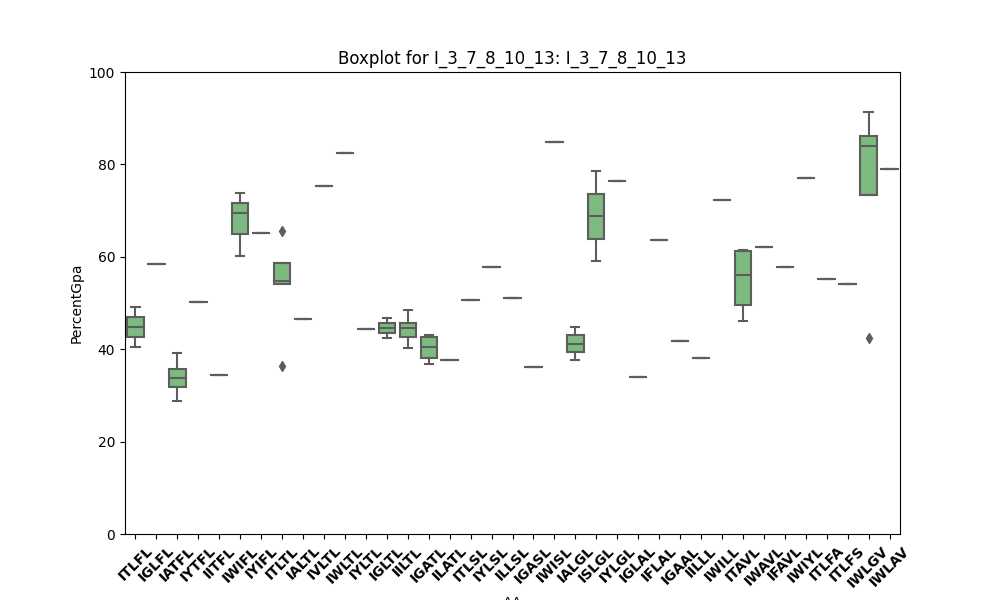 Boxplot for I_3_7_8_10_13: I_3_7_8_10_13
100
80
60
40
20
0
PercentGpa
ITLFL IGLFL IATFL IYTFL IITFL IWIFL IYIFL ITLTL IALTL IVLTL IWLTL IYLTL IGLTL IILTL IGATL ILATL ITLSL IYLSL ILLSL IGASL IWISL IALGL ISLGL IYLGL IGLAL IFLAL IGAAL IILLL IWILL ITAVL IWAVL IFAVL IWIYL ITLFA ITLFS IWLGV IWLAV